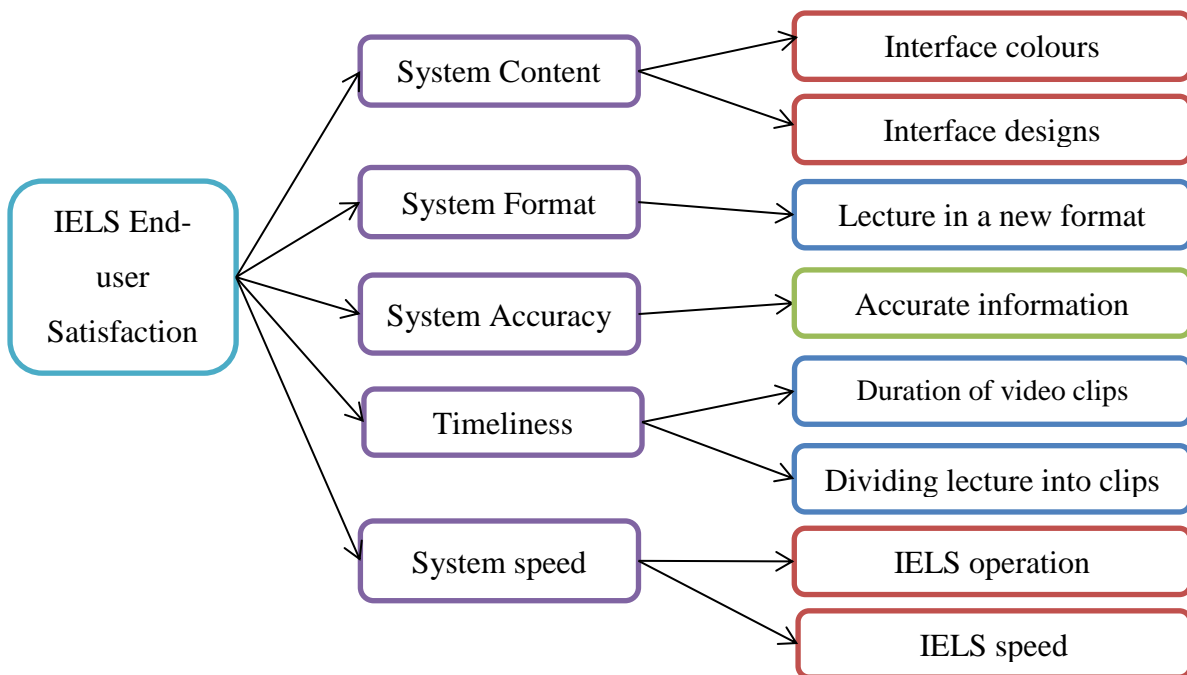 IELS End-
user
Satisfaction
System Content
System Format
System Accuracy
Timeliness
System speed
Interface colours
Interface designs
Lecture in a new format
Accurate information
Duration of video clips
Dividing lecture into clips
IELS operation
IELS speed